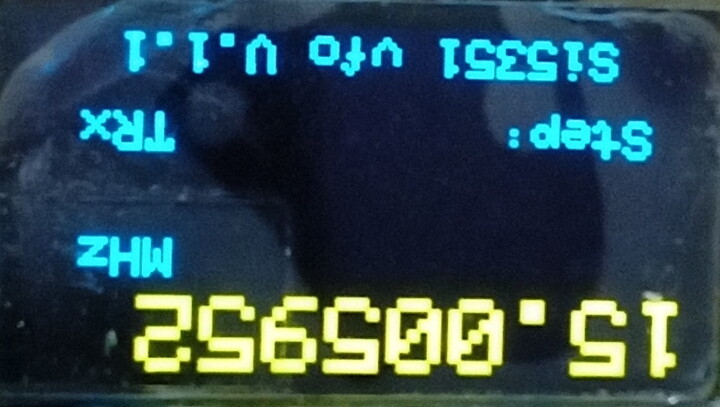 15.005952
MHz
Step: TRx
Si5351 vfo V.1.1